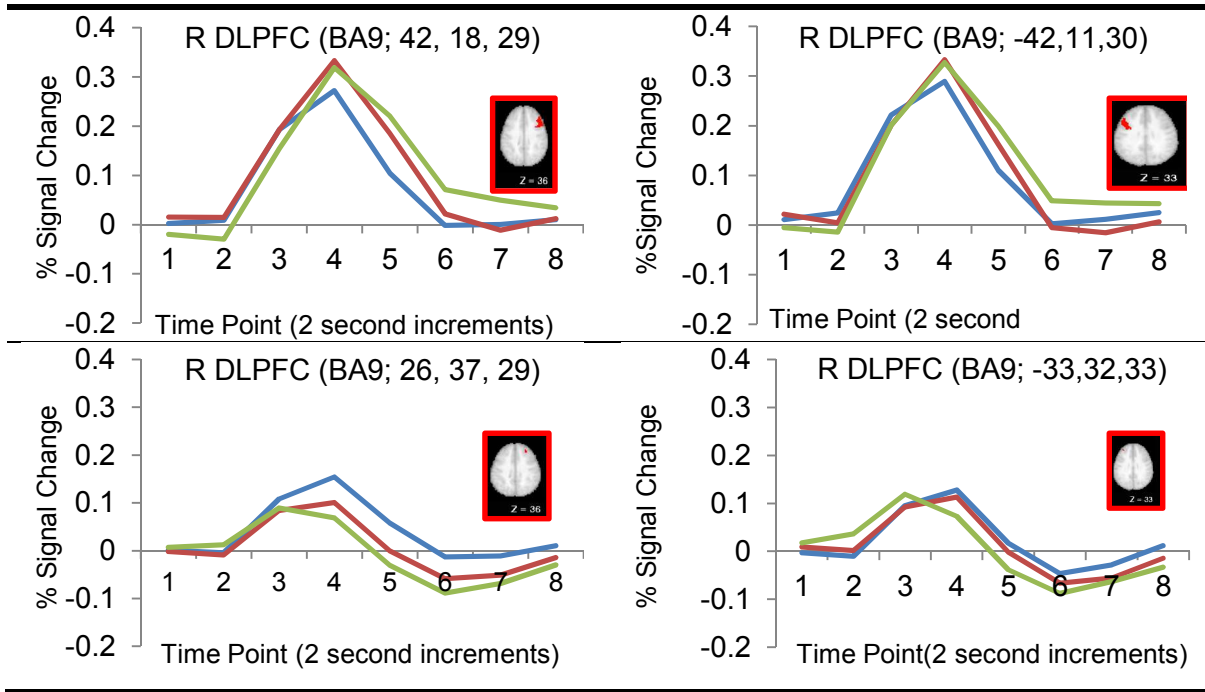 R DLPFC (BA9; 42, 18, 29)
% Signal Change
0.4
0.3
0.2
0.1
0
-0.1
-0.2
1 2 3 4 5 6 7 8
Z = 36
Time Point (2 second increments)
R DLPFC (BA9; -42,11,30)
%Signal Change
0.4
0.3
0.2
0.1
0
-0.1
-0.2
1 2 3 4 5 6 7 8
Z = 33
Time Point (2 second
R DLPFC (BA9; 26, 37, 29)
% Signal Change
0.4
0.3
0.2
0.1
0
-0.1
-0.2
1 2 3 4 5 6 7 8
Z = 36
Time Point (2 second increments)
R DLPFC (BA9; -33,32,33)
% Signal Change
0.4
0.3
0.2
0.1
0
-0.1
-0.2
1 2 3 4 5 6 7 8
Z = 33
Time Point(2 second increments)